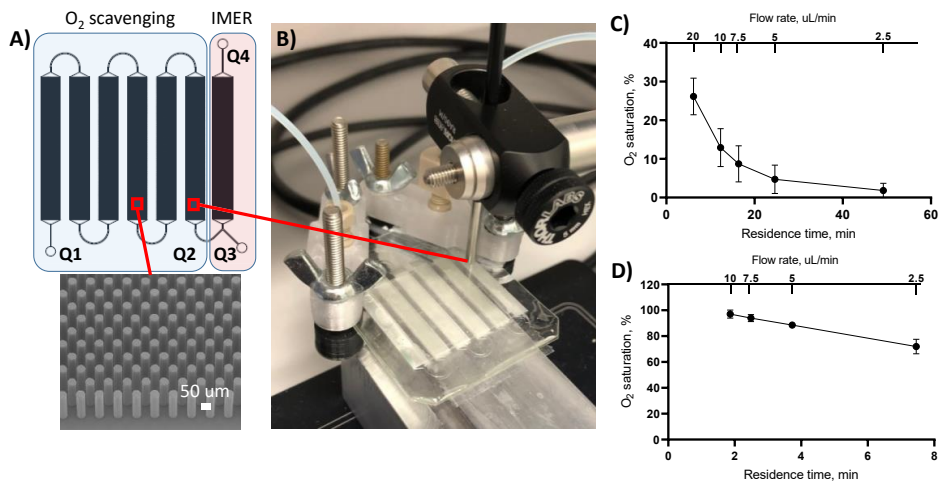 O2 scavenging
IMER
A)
Q4
Q1
Q2
Q3
50 um
B)
THORLABS
C)
Flow rate, uL/min
20 10 7.5 5 2.5
40
30
20
10
0
O2 saturation, %
0 20 40 60
Residence time, min
D)
Flow rate, uL/min
10 7.5 5 2.5
120
100
80
60
40
20
0
O2 saturation, %
0 2 4 6 8
Residence time, min